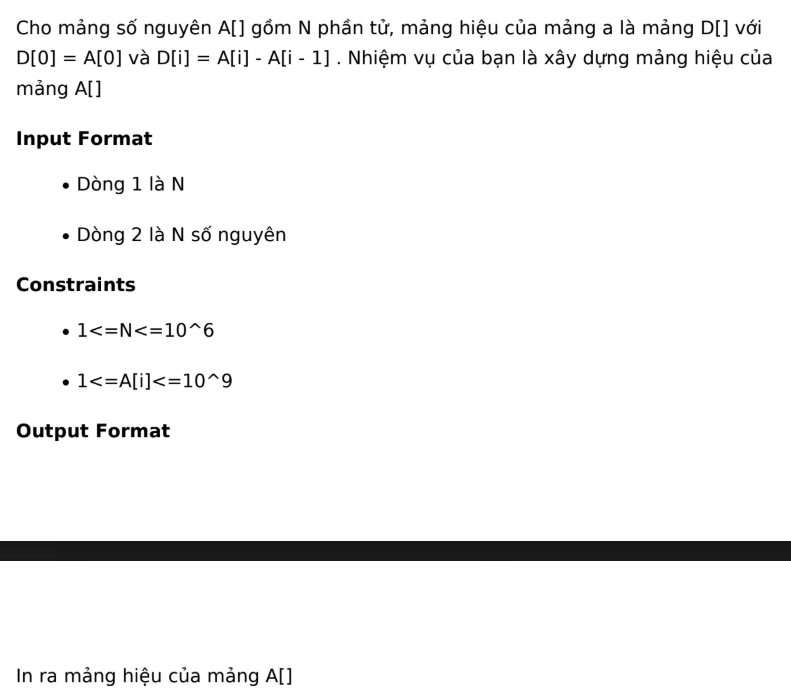 Cho mảng số nguyên A[] gồm N phần tử, mảng hiệu của mảng a là mảng D[] với
D[0] = A[0] và D[i] = A[i] - A[i - 1] . Nhiệm vụ của bạn là xây dựng mảng hiệu của
mảng A[]
Input Format
• Dòng 1 là N
• Dòng 2 là N số nguyên
Constraints
• 1<=N<=10^6
• 1<=A[i]<=10^9
Output Format
In ra mảng hiệu của mảng A[]